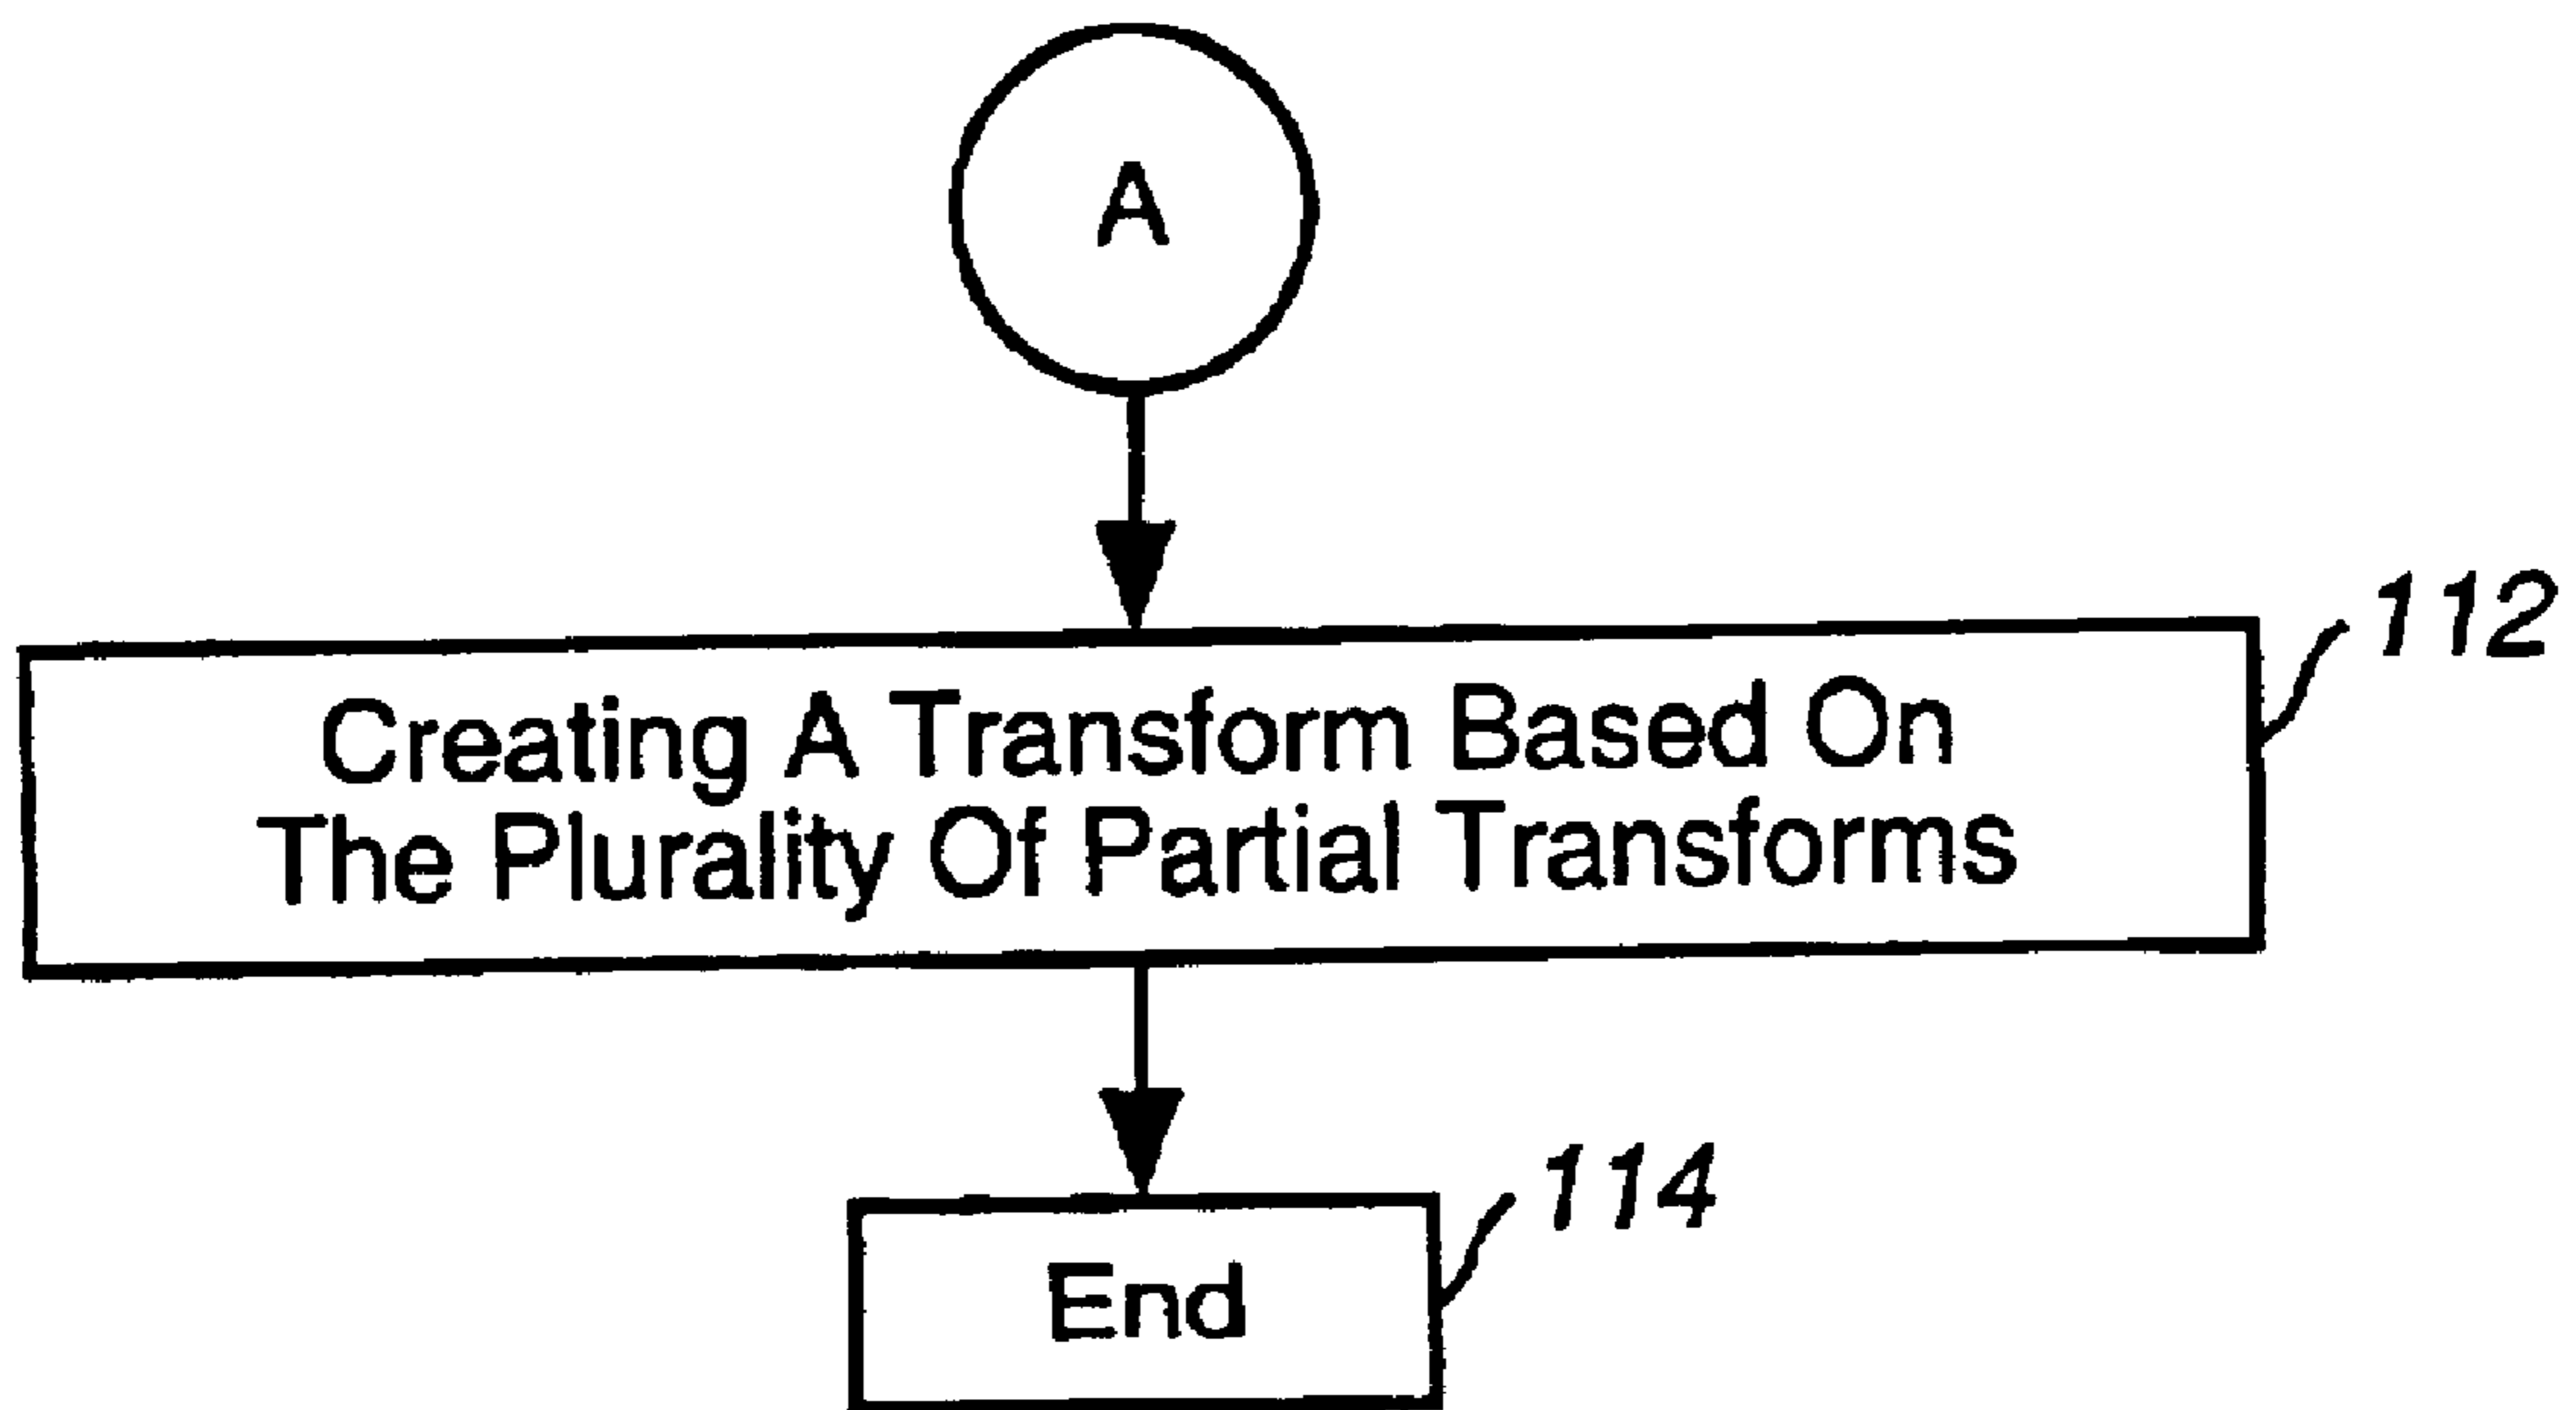 A
112
Creating A Transform Based On
The Plurality Of Partial Transforms
114
End